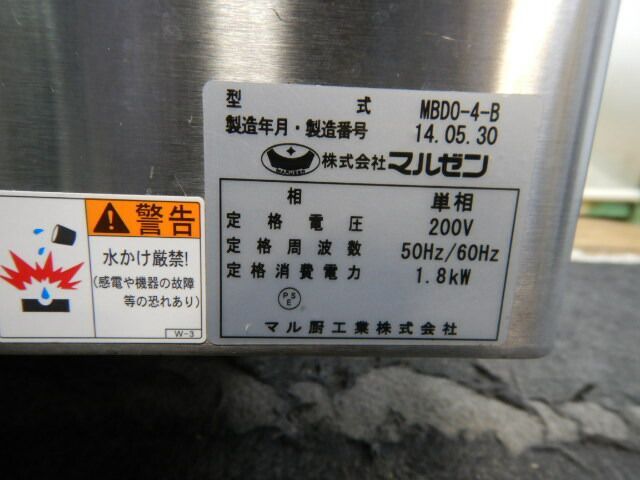 型式 MBDO-4-B
製造年月・製造番号 14.05.30
株式会社マルゼン
相 単相
定格電圧 200V
定格周波数 50Hz/60Hz
定格消費電力 1.8kW
PS
E
マル厨工業株式会社
警告
水かけ厳禁!
(感電や機器の故障
等の恐れあり)
W-3